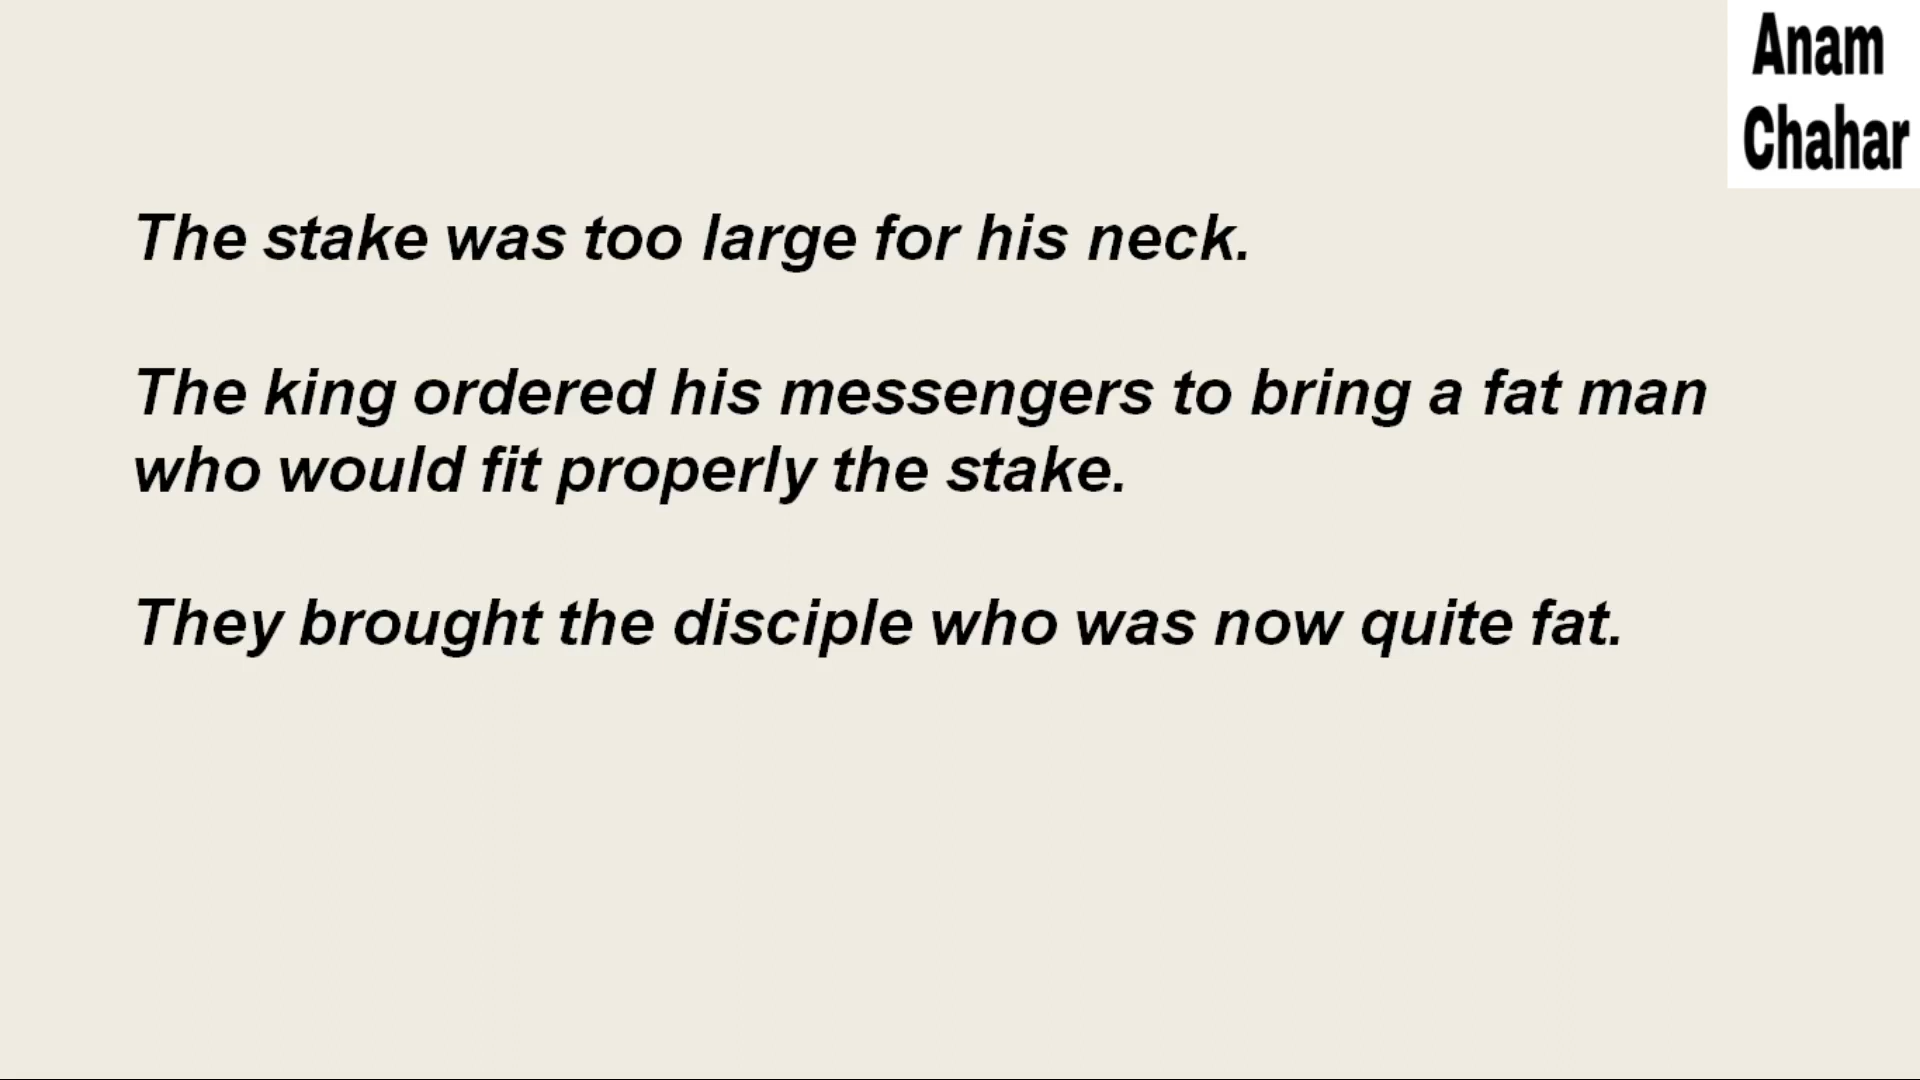 Anam
Chahar
The stake was too large for his neck.
The king ordered his messengers to bring a fat man
who would fit properly the stake.
They brought the disciple who was now quite fat.